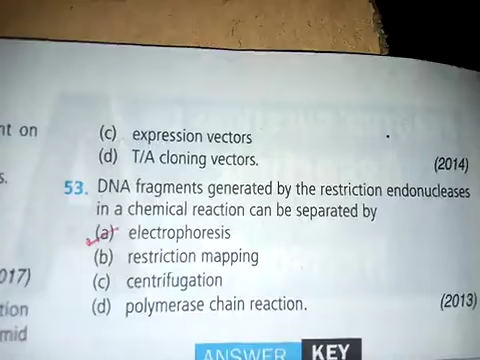 nt on
(c) expression vectors
(d) T/A cloning vectors.
(2014)
s.
53. DNA fragments generated by the restriction endonucleases
in a chemical reaction can be separated by
(a) electrophoresis
(b) restriction mapping
017)
(c) centrifugation
tion
(d) polymerase chain reaction.
(2013)
mid
ANSWER KEY